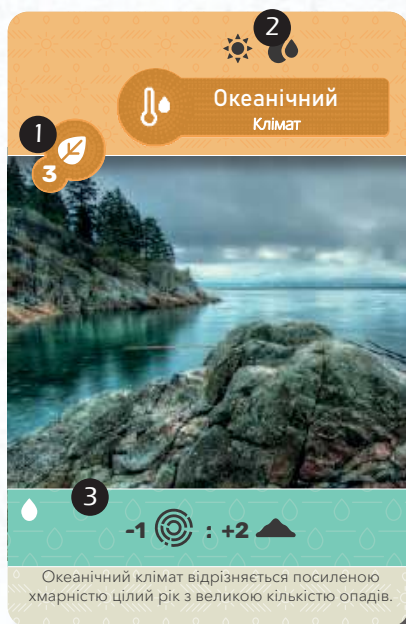 2
Океанічний
Клімат
1
3
3
-1 : +2
Океанічний клімат відрізняється посиленою
хмарністю цілий рік з великою кількістю опадів.